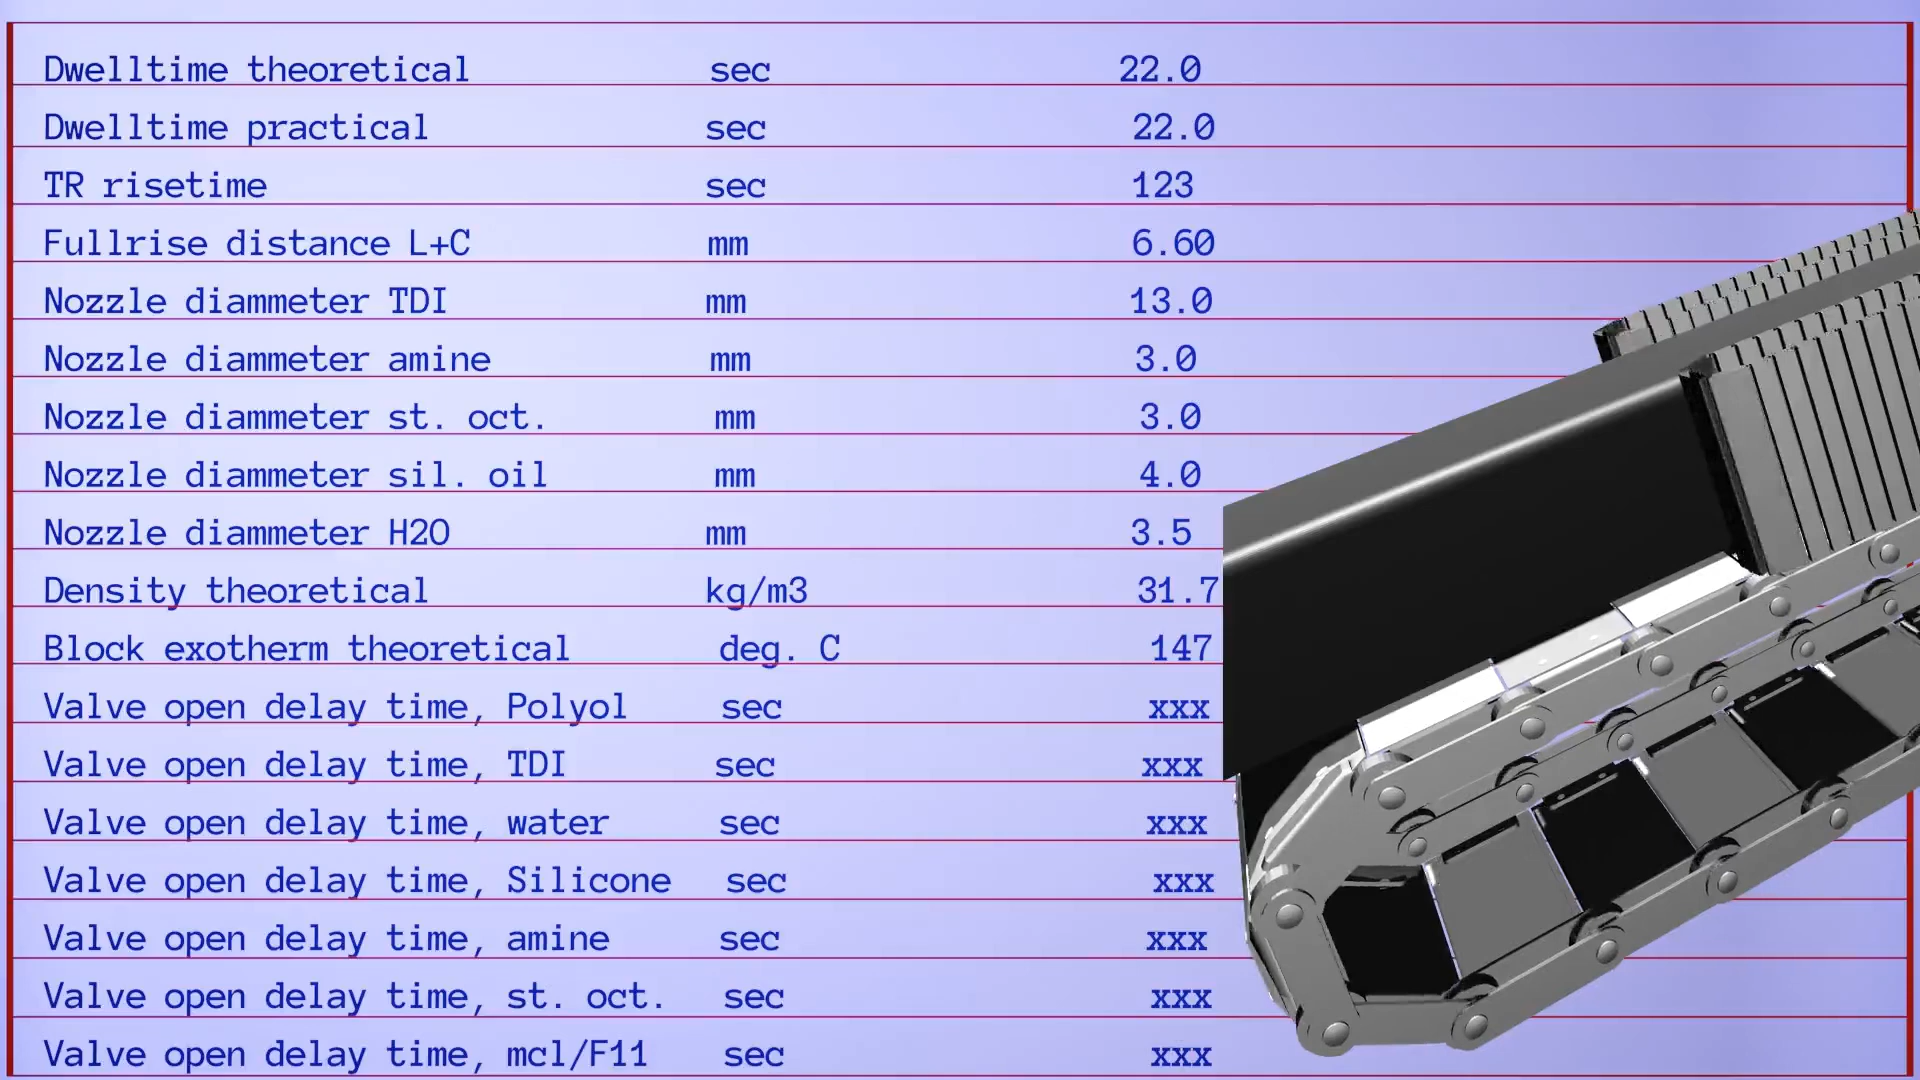 Dwelltime theoretical sec 22.0
Dwelltime practical sec 22.0
TR risetime sec 123
Fullrise distance L+C mm 6.60
Nozzle diammeter TDI mm 13.0
Nozzle diammeter amine mm 3.0
Nozzle diammeter st. oct. mm 3.0
Nozzle diammeter sil. oil mm 4.0
Nozzle diammeter H2O mm 3.5
Density theoretical kg/m3 31.7
Block exotherm theoretical deg. C 147
Valve open delay time, Polyol sec xxx
Valve open delay time, TDI sec xxx
Valve open delay time, water sec xxx
Valve open delay time, Silicone sec xxx
Valve open delay time, amine sec xxx
Valve open delay time, st. oct. sec xxx
Valve open delay time, mcl/F11 sec xxx